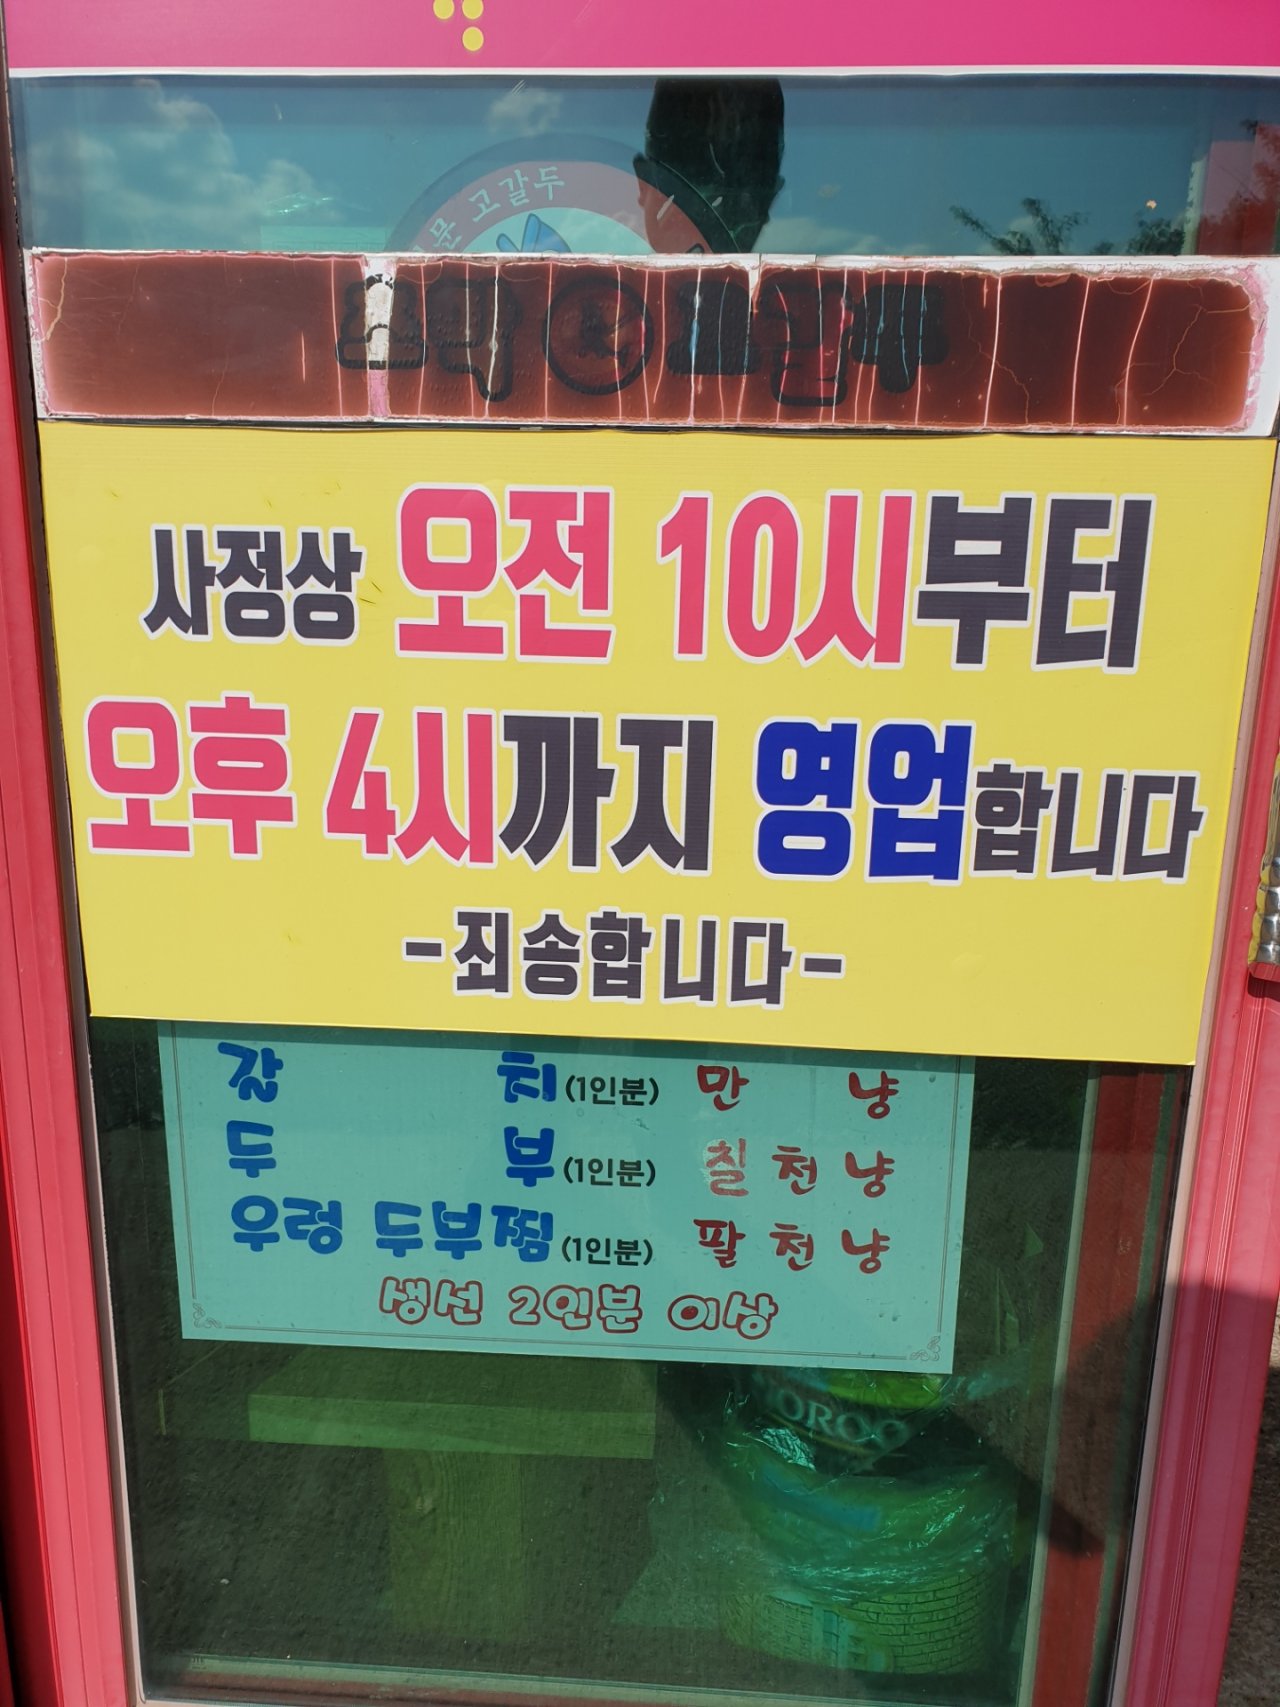 고갈두
사정상 오전 10시부터
오후 4시까지 영업합니다
-죄송합니다-
갈 치 (1인분) 만 냥
두 부 (1인분) 칠 천 냥
우렁 두부찜 (1인분) 팔 천 냥
생선 2인분 이상